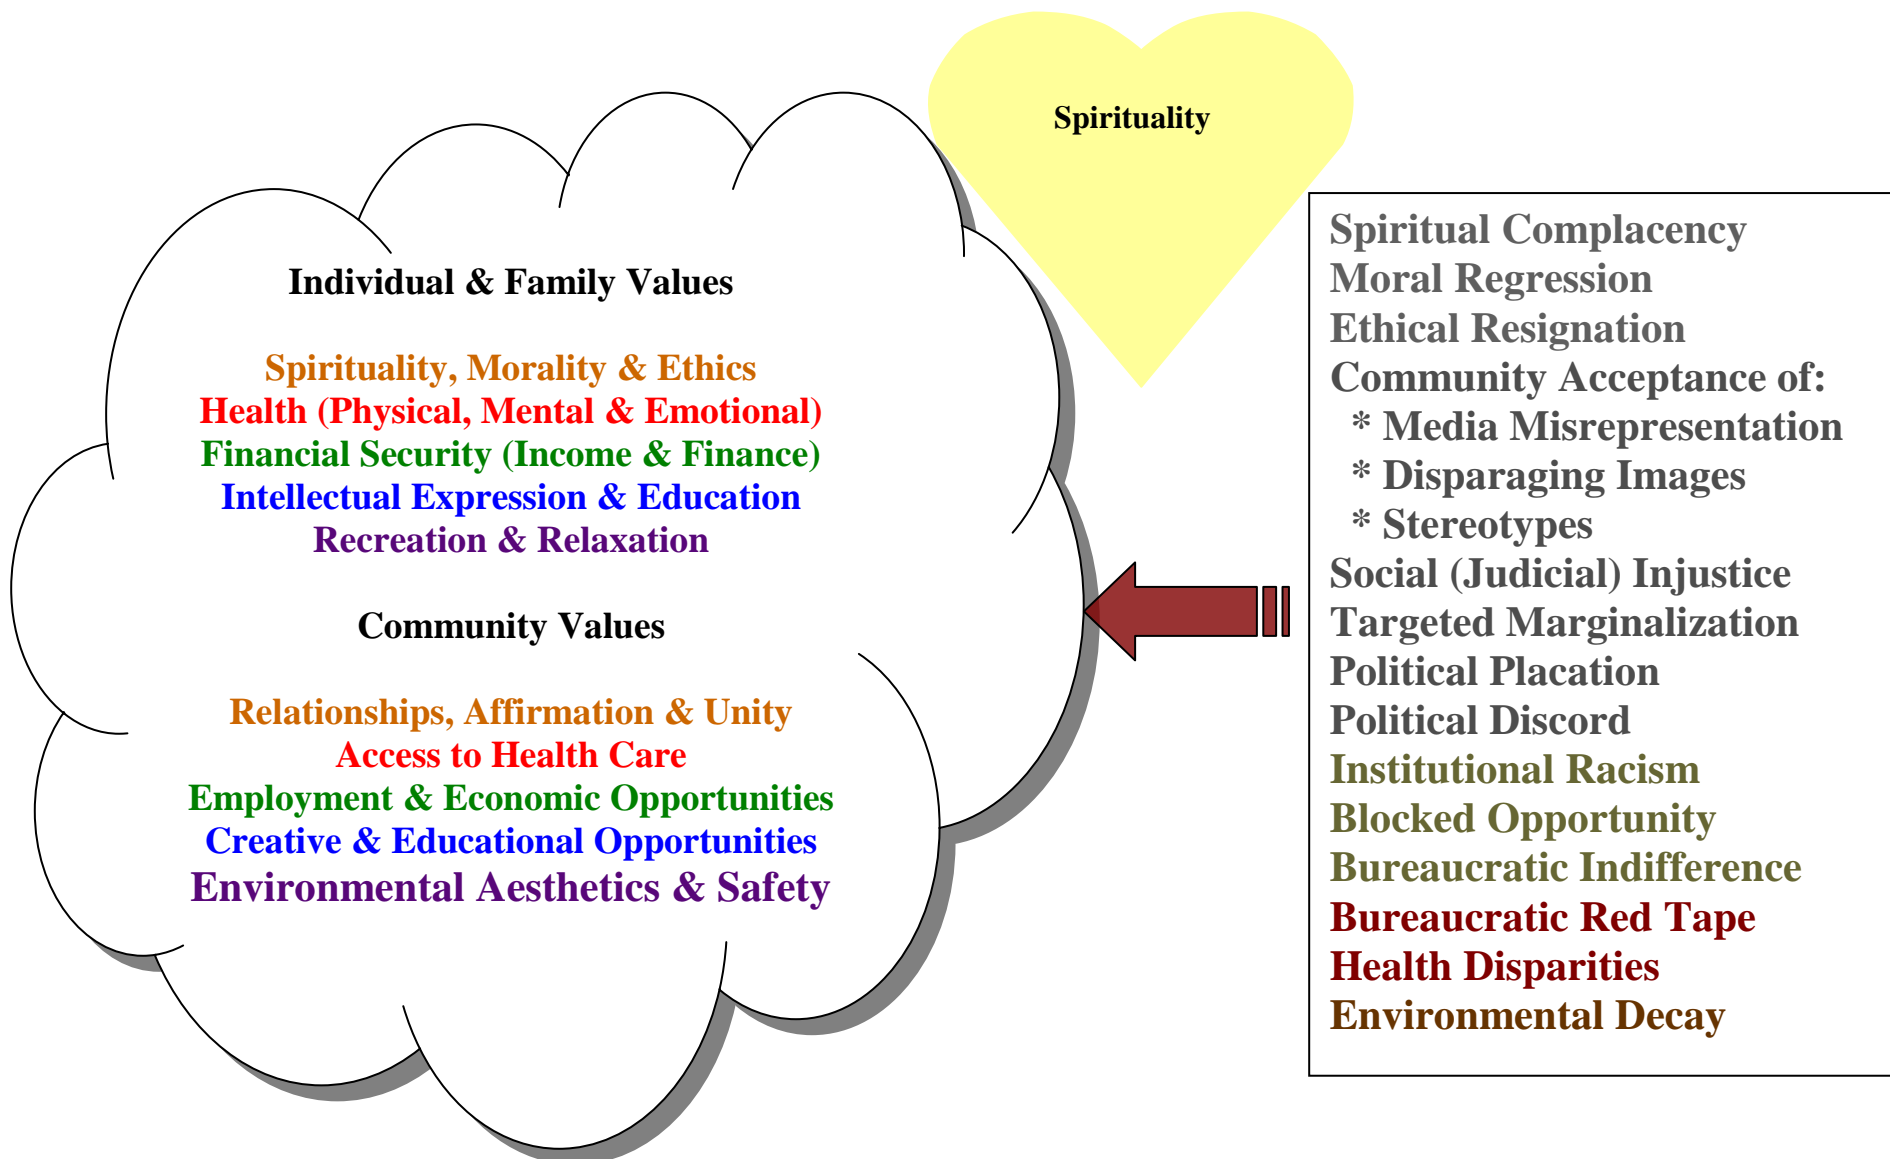 Spirituality
Individual & Family Values
Spirituality, Morality & Ethics
Health (Physical, Mental & Emotional)
Financial Security (Income & Finance)
Intellectual Expression & Education
Recreation & Relaxation
Community Values
Relationships, Affirmation & Unity
Access to Health Care
Employment & Economic Opportunities
Creative & Educational Opportunities
Environmental Aesthetics & Safety
Spiritual Complacency
Moral Regression
Ethical Resignation
Community Acceptance of:
* Media Misrepresentation
* Disparaging Images
* Stereotypes
Social (Judicial) Injustice
Targeted Marginalization
Political Placation
Political Discord
Institutional Racism
Blocked Opportunity
Bureaucratic Indifference
Bureaucratic Red Tape
Health Disparities
Environmental Decay